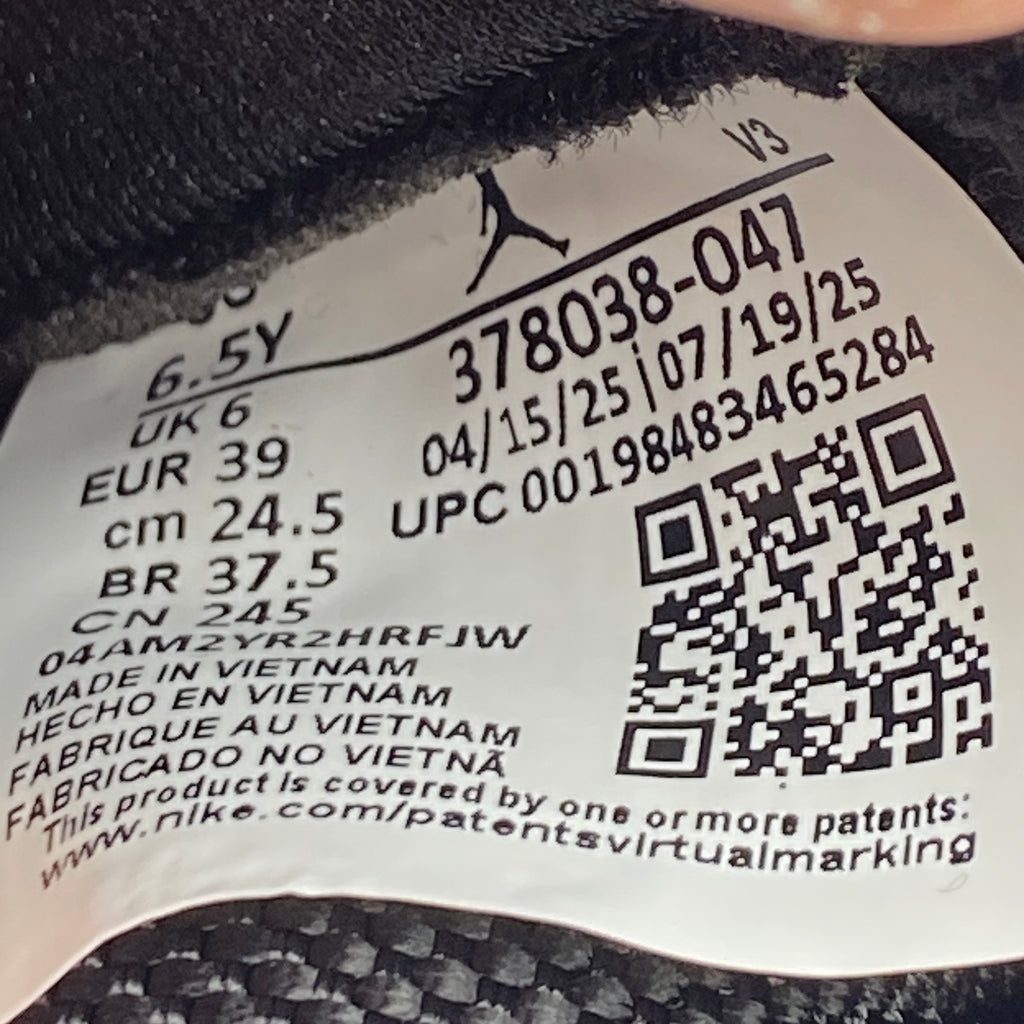 V3
6.5Y
378038-047
UK 6
04/15/25|07/19/25
EUR 39
UPC 00198483465284
cm 24.5
BR 37.5
CN 245
04AM2YR2HRFJW
MADE IN VIETNAM
HECHO EN VIETNAM
FABRIQUE AU VIETNAM
FABRICADO NO VIETNÃ
This product is covered by one or more patents:
www.nike.com/patentsvirtualmarking